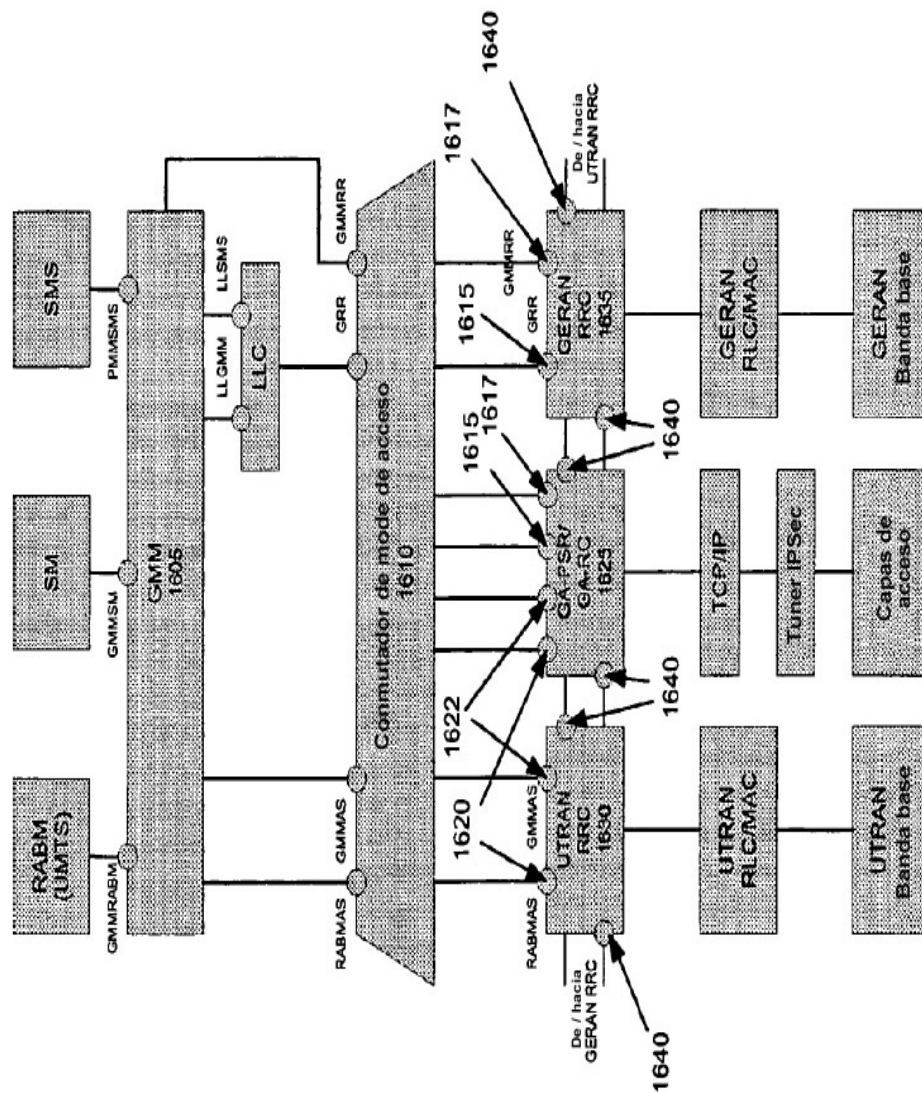 RABM
(UMTS)
SM
SMS
GMMRABM
GMMSM
PMMSMS
GMM
1605
LLGMM
LLSMS
LLC
RABMAS
GMMAS
GRR
GMMRR
Conmutador de mode de acceso
1610
1620
1622
1615
1617
1615
1617
1640
RABMAS
GMMAS
GRR
GMMRR
De / hacia
GERAN RRC
UTRAN
RRC
1630
GA-PSR/
GA-RC
1625
GERAN
RRC
1635
De / hacia
UTRAN RRC
1640
1640
1640
UTRAN
RLC/MAC
TCP/IP
GERAN
RLC/MAC
Tuner IPSec
UTRAN
Banda base
Capas de
acceso
GERAN
Banda base